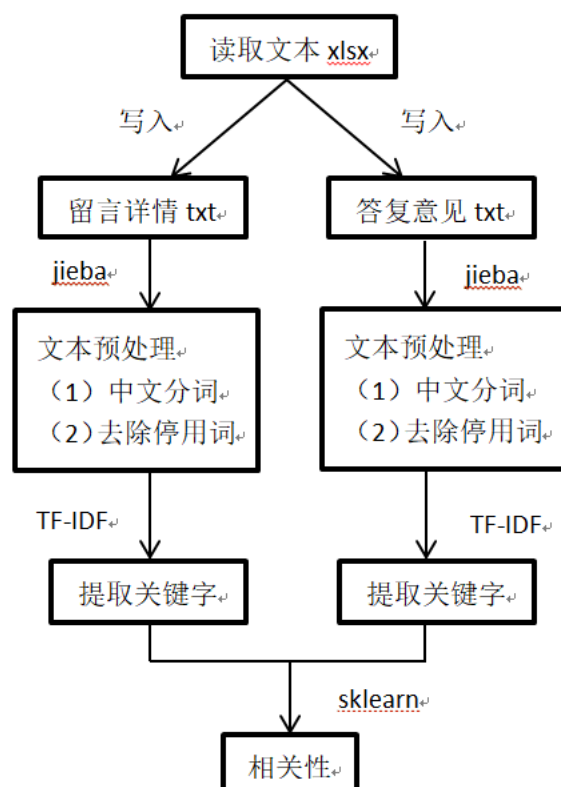 读取文本 xlsx
写入
写入
留言详情 txt
答复意见 txt
jieba
jieba
文本预处理
（1）中文分词
（2）去除停用词
文本预处理
（1）中文分词
（2）去除停用词
TF-IDF
TF-IDF
提取关键字
提取关键字
sklearn
相关性